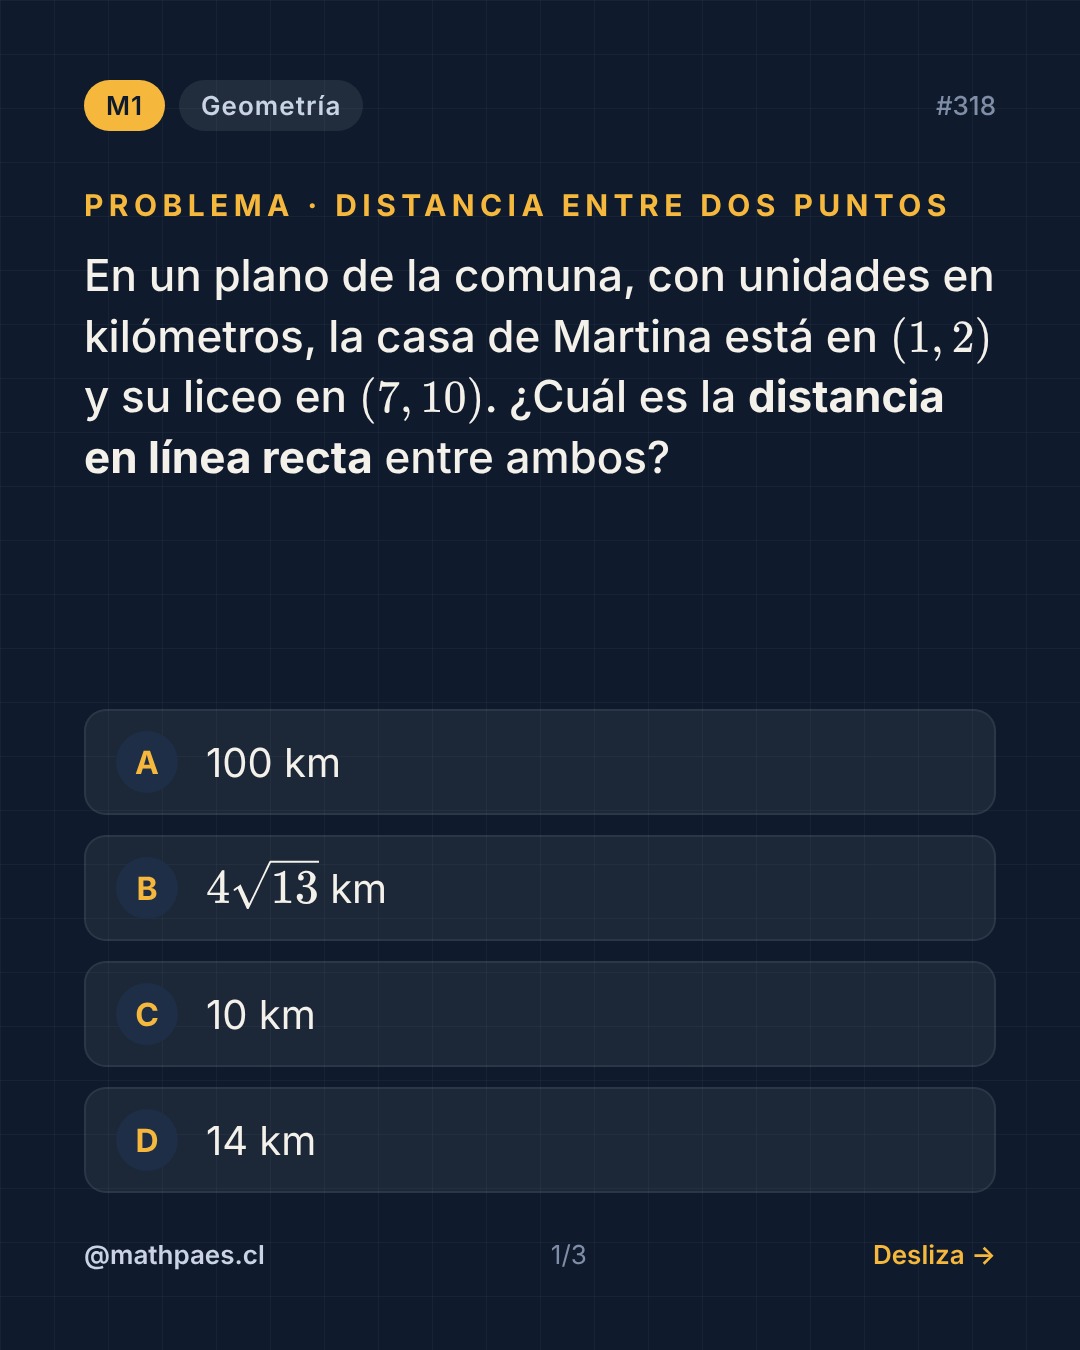 M1 Geometría #318
PROBLEMA · DISTANCIA ENTRE DOS PUNTOS
En un plano de la comuna, con unidades en
kilómetros, la casa de Martina está en (1, 2)
y su liceo en (7, 10). ¿Cuál es la distancia
en línea recta entre ambos?
A 100 km
B 4√13 km
C 10 km
D 14 km
@mathpaes.cl 1/3 Desliza →